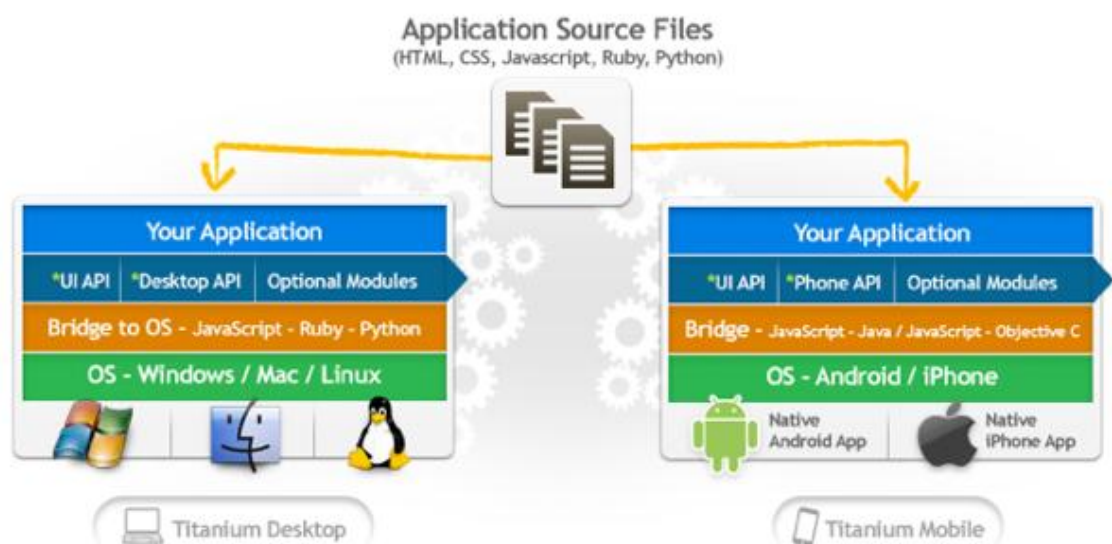 Application Source Files
(HTML, CSS, Javascript, Ruby, Python)
Your Application
*UI API *Desktop API Optional Modules
Bridge to OS - JavaScript - Ruby - Python
OS - Windows / Mac / Linux
Titanium Desktop
Your Application
*UI API *Phone API Optional Modules
Bridge - JavaScript - Java / JavaScript - Objective C
OS - Android / iPhone
Native
Android App
Native
iPhone App
Titanium Mobile